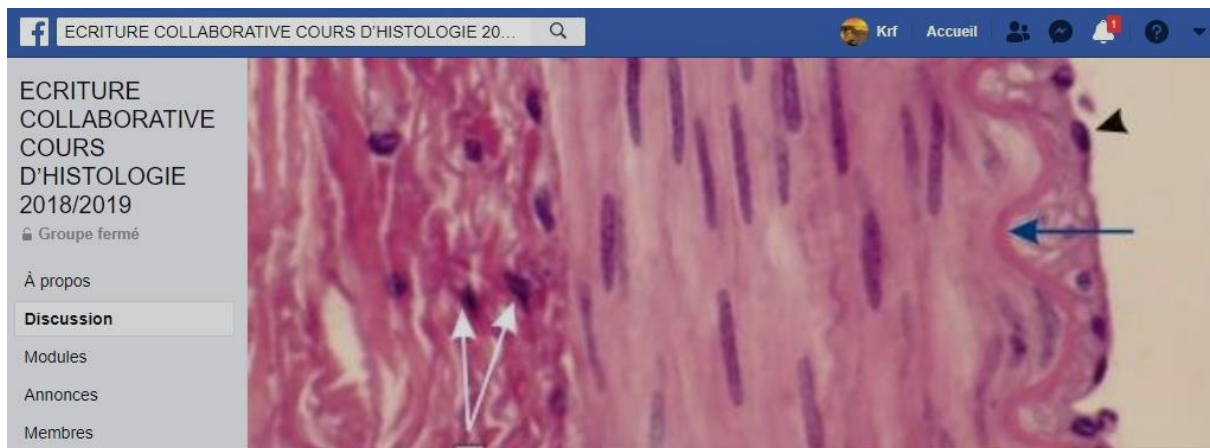 f ECRITURE COLLABORATIVE COURS D'HISTOLOGIE 20... Krf Accueil 1 ?
ECRITURE
COLLABORATIVE
COURS
D'HISTOLOGIE
2018/2019
Groupe fermé
À propos
Discussion
Modules
Annonces
Membres